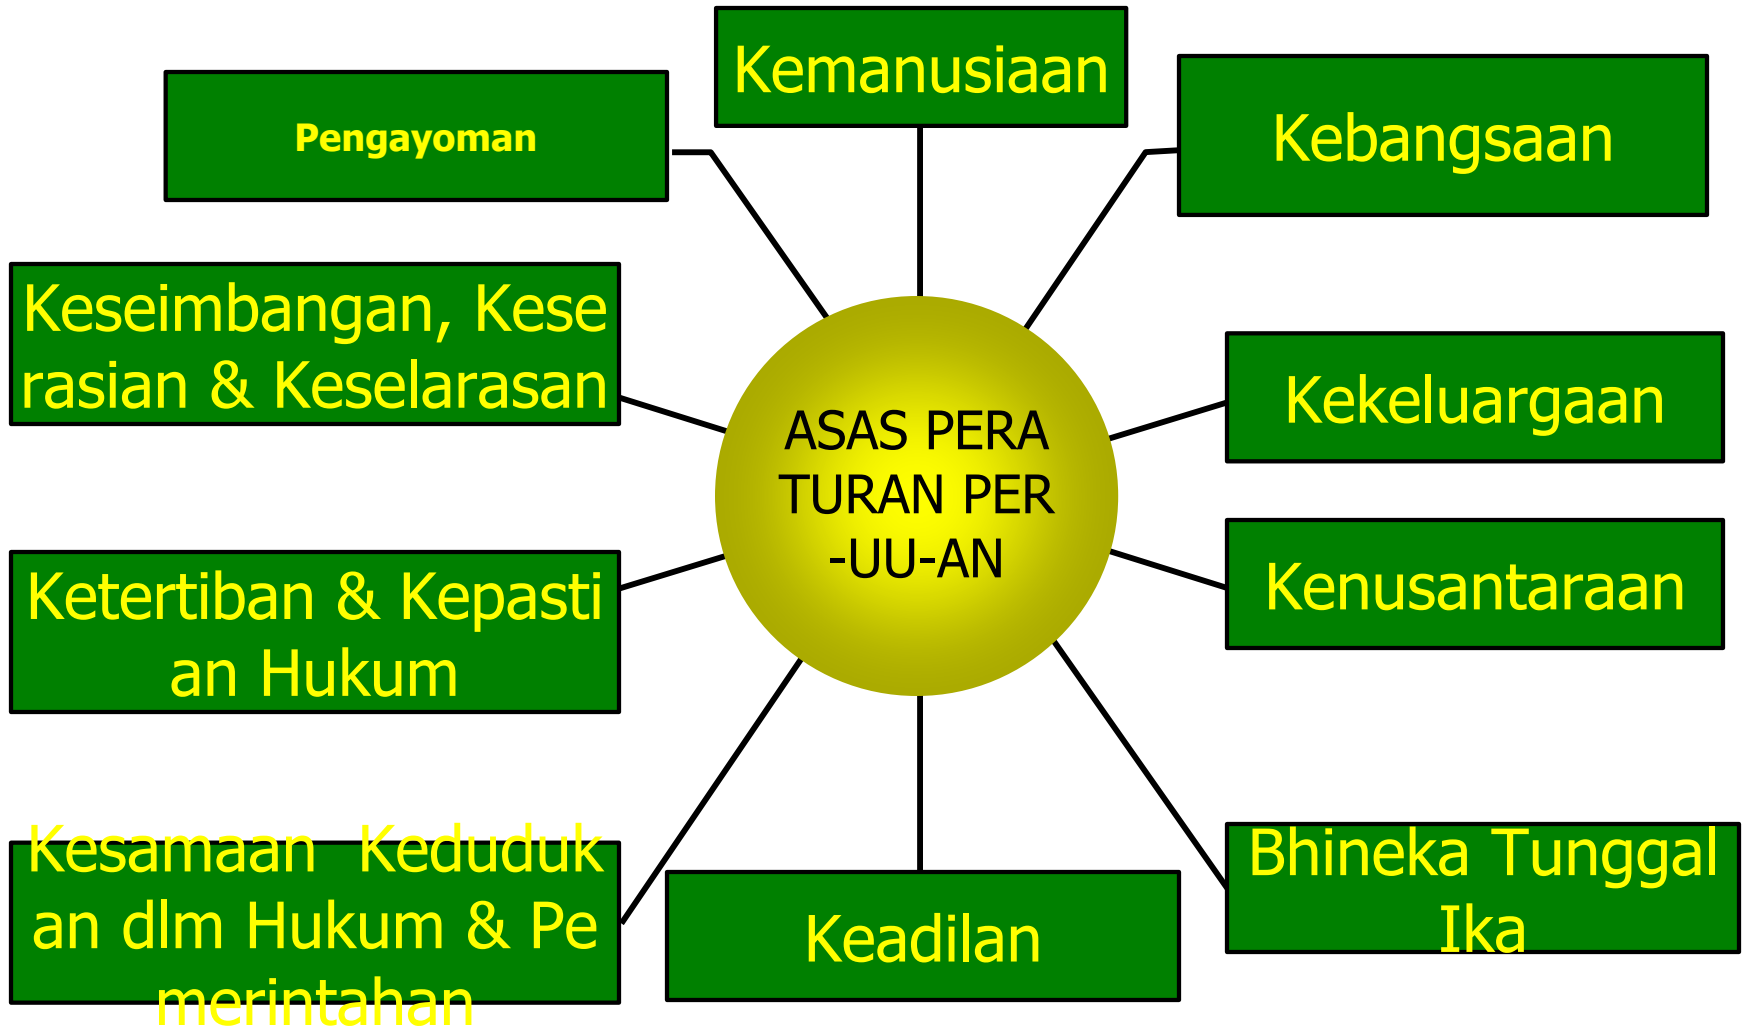 Kemanusiaan
Pengayoman
Kebangsaan
Keseimbangan, Kese
rasian & Keselarasan
Kekeluargaan
ASAS PERA
TURAN PER
-UU-AN
Ketertiban & Kepasti
an Hukum
Kenusantaraan
Kesamaan Keduduk
an dlm Hukum & Pe
merintahan
Keadilan
Bhineka Tunggal
Ika